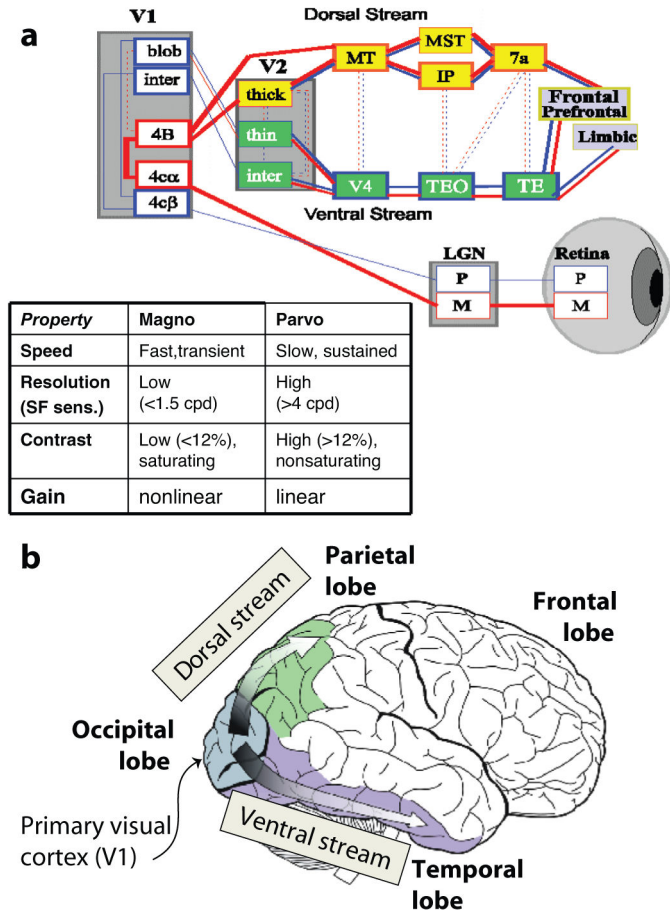 a
V1
Dorsal Stream
blob
inter
V2
MT
MST
7a
IP
thick
Frontal
Prefrontal
4B
thin
Limbic
4cα
inter
V4
TEO
TE
4cβ
Ventral Stream
LGN
Retina
P
P
M
M
Property Magno Parvo
Speed Fast,transient Slow, sustained
Resolution Low High
(SF sens.) (<1.5 cpd) (>4 cpd)
Contrast Low (<12%), High (>12%),
saturating nonsaturating
Gain nonlinear linear
b
Parietal
lobe
Frontal
lobe
Dorsal stream
Occipital
lobe
Primary visual
cortex (V1)
Ventral stream
Temporal
lobe